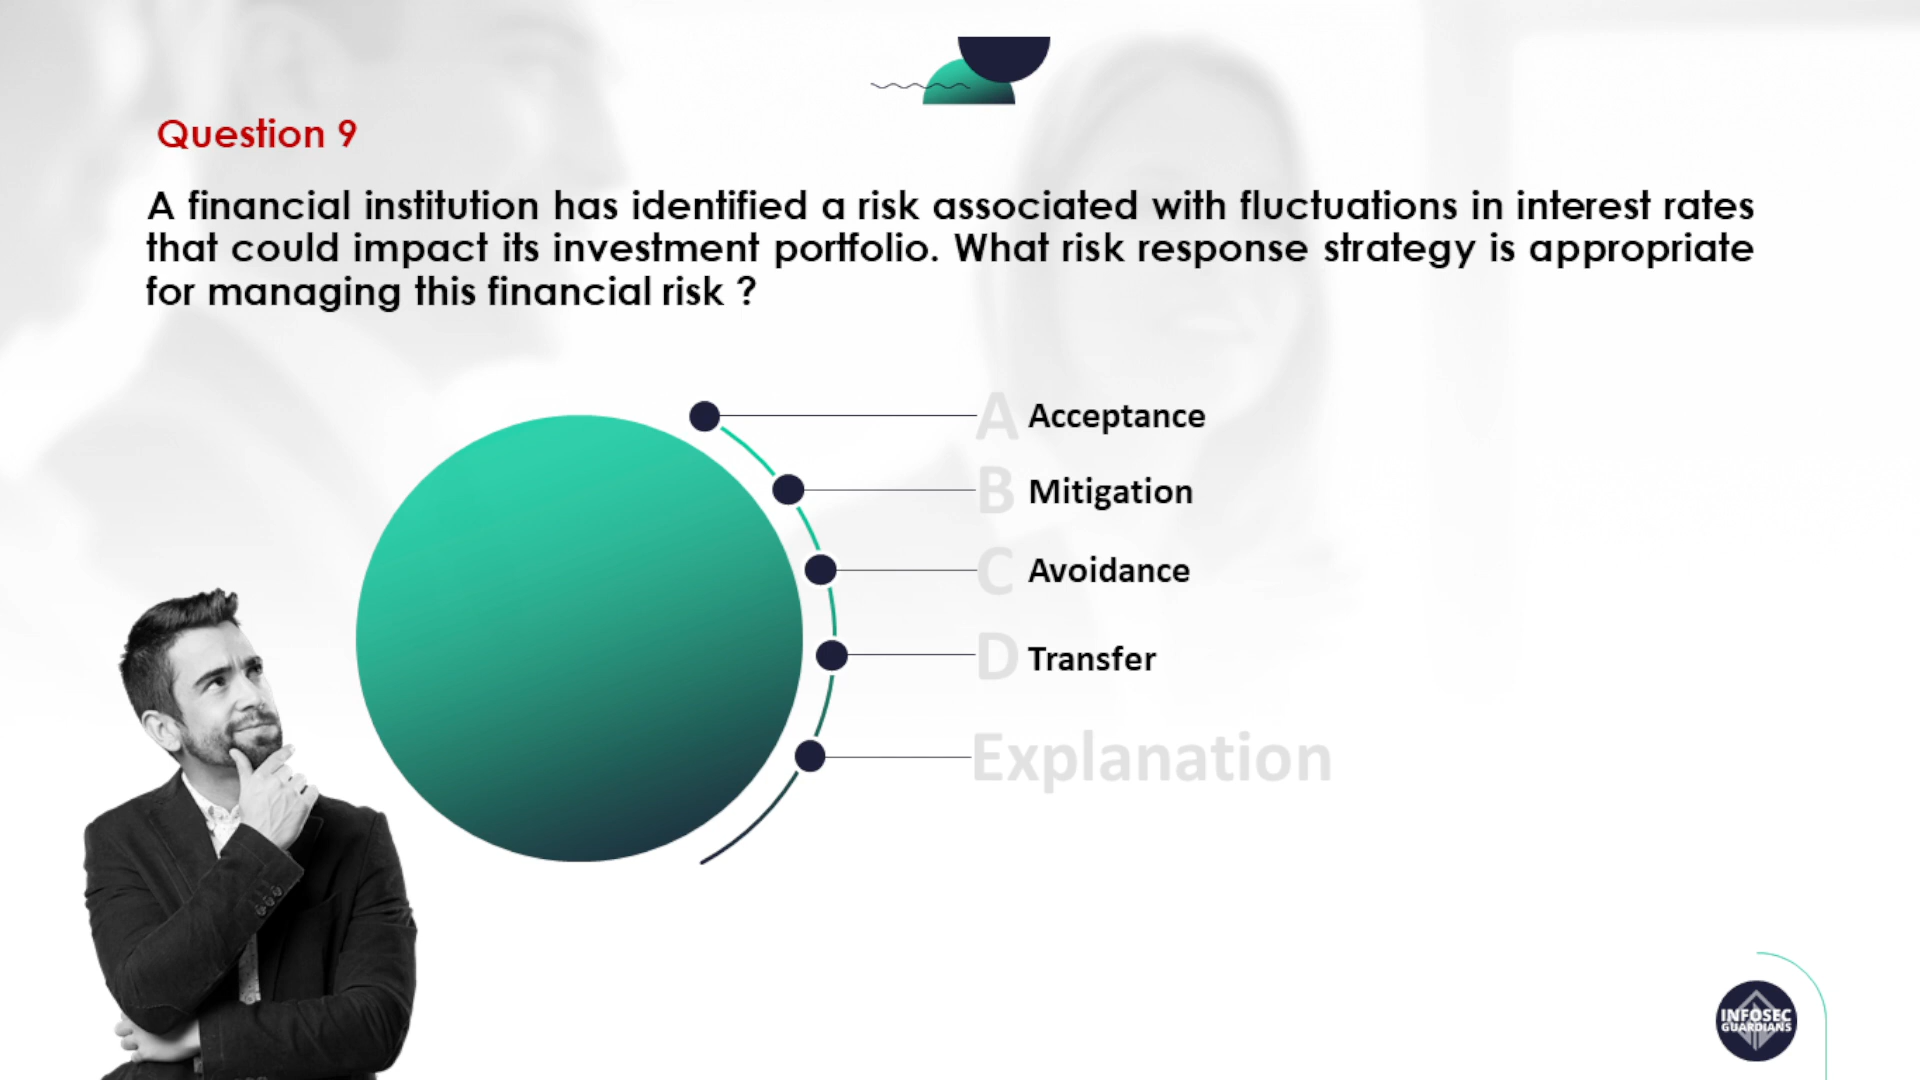 Question 9
A financial institution has identified a risk associated with fluctuations in interest rates
that could impact its investment portfolio. What risk response strategy is appropriate
for managing this financial risk ?
A Acceptance
B Mitigation
C Avoidance
D Transfer
Explanation
INFOSEC
GUARDIANS